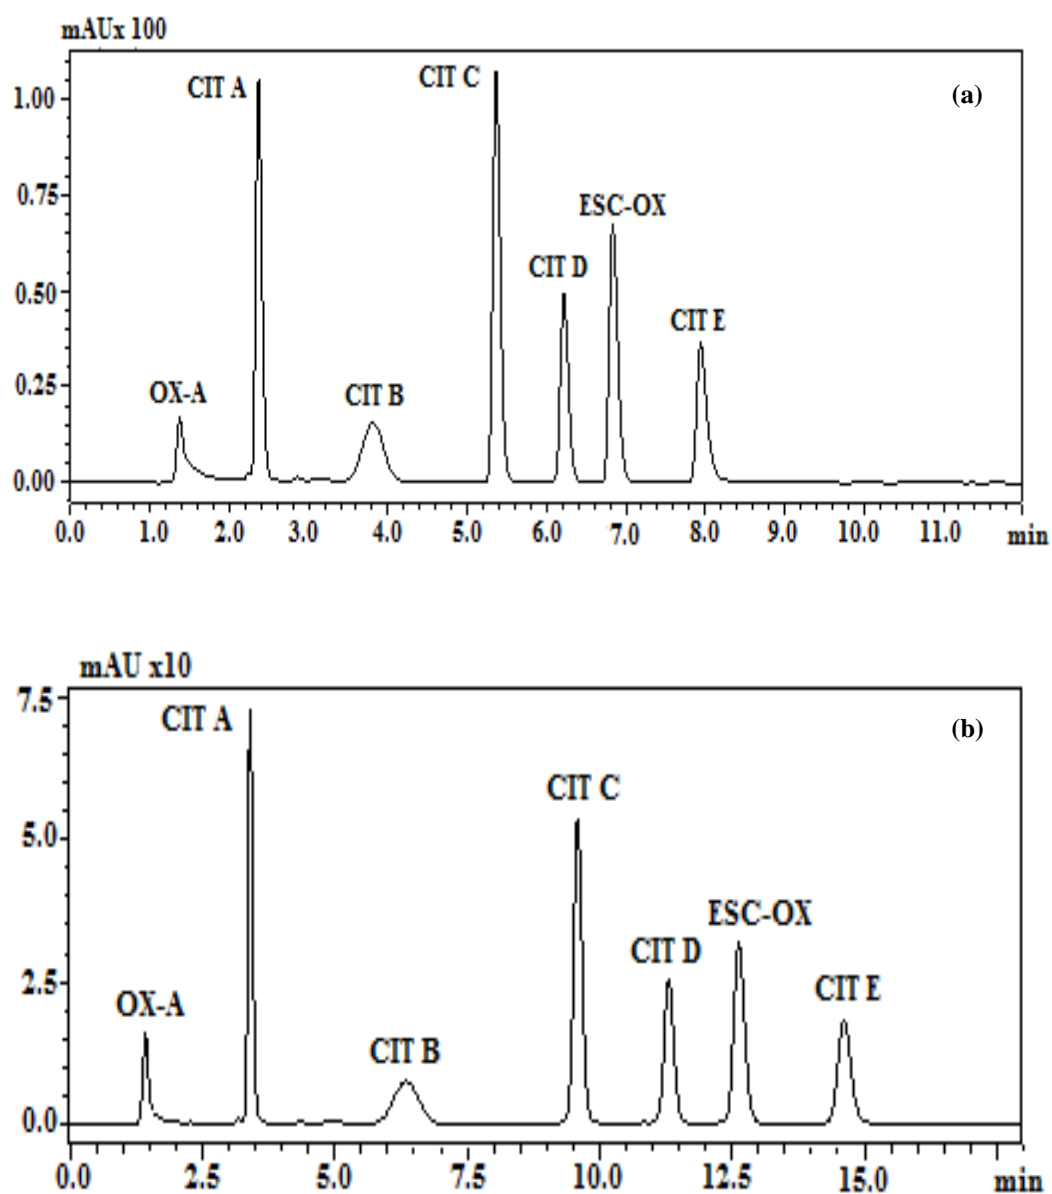 mAUx 100
CIT A
CIT C
(a)
1.00
0.75
ESC-OX
CIT D
0.50
CIT E
0.25
OX-A
CIT B
0.00
0.0 1.0 2.0 3.0 4.0 5.0 6.0 7.0 8.0 9.0 10.0 11.0 min
mAU x10
7.5
CIT A
(b)
CIT C
5.0
ESC-OX
CIT D
2.5
OX-A
CIT E
CIT B
0.0
0.0 2.5 5.0 7.5 10.0 12.5 15.0 min